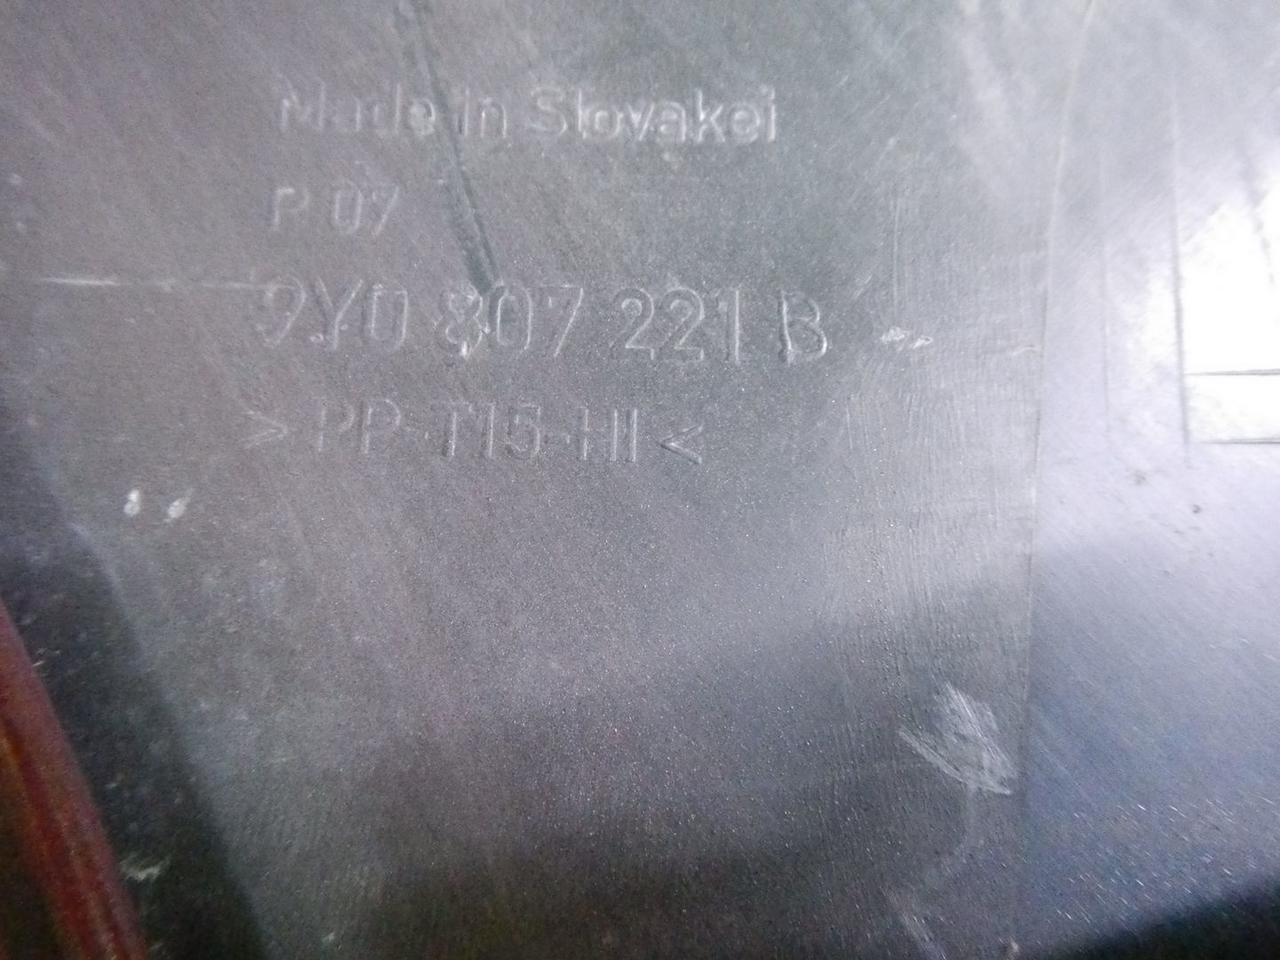 Made in Slovakei
P 07
9Y0 807 221 B
>PP-T15-HI<